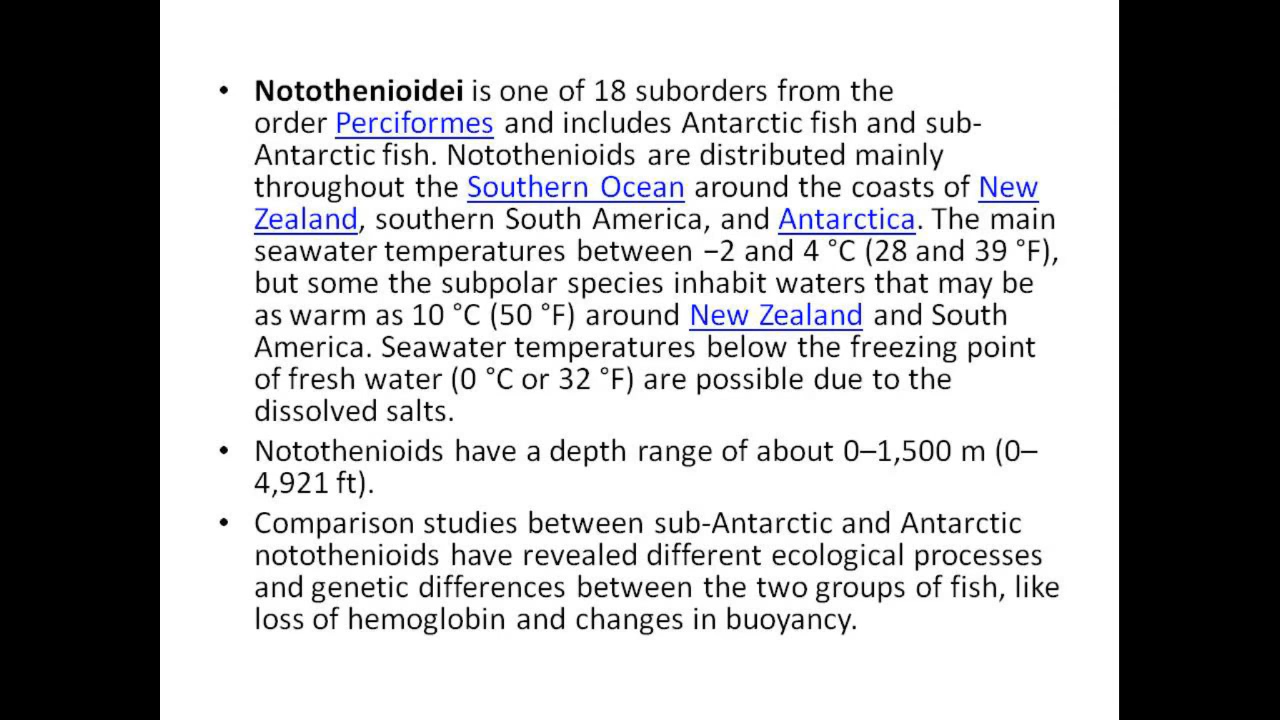 • Notothenioidei is one of 18 suborders from the
order Perciformes and includes Antarctic fish and sub-
Antarctic fish. Notothenioids are distributed mainly
throughout the Southern Ocean around the coasts of New
Zealand, southern South America, and Antarctica. The main
seawater temperatures between −2 and 4 °C (28 and 39 °F),
but some the subpolar species inhabit waters that may be
as warm as 10 °C (50 °F) around New Zealand and South
America. Seawater temperatures below the freezing point
of fresh water (0 °C or 32 °F) are possible due to the
dissolved salts.
• Notothenioids have a depth range of about 0–1,500 m (0–
4,921 ft).
• Comparison studies between sub-Antarctic and Antarctic
notothenioids have revealed different ecological processes
and genetic differences between the two groups of fish, like
loss of hemoglobin and changes in buoyancy.